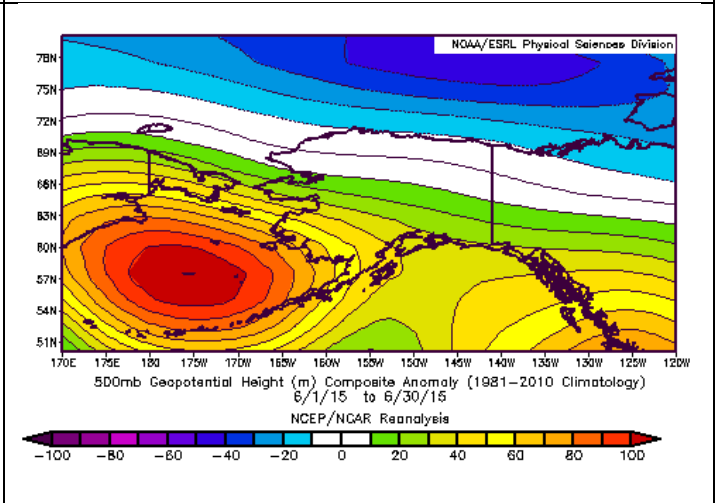 NOAA/ESRL Physical Sciences Division
78N
75N
72N
69N
66N
63N
60N
57N
54N
51N
170E 175E 180 175W 170W 165W 160W 155W 150W 145W 140W 135W 130W 125W 120W
500mb Geopotential Height (m) Composite Anomaly (1981-2010 Climatology)
6/1/15 to 6/30/15
NCEP/NCAR Reanalysis
-100 -80 -60 -40 -20 0 20 40 60 80 100